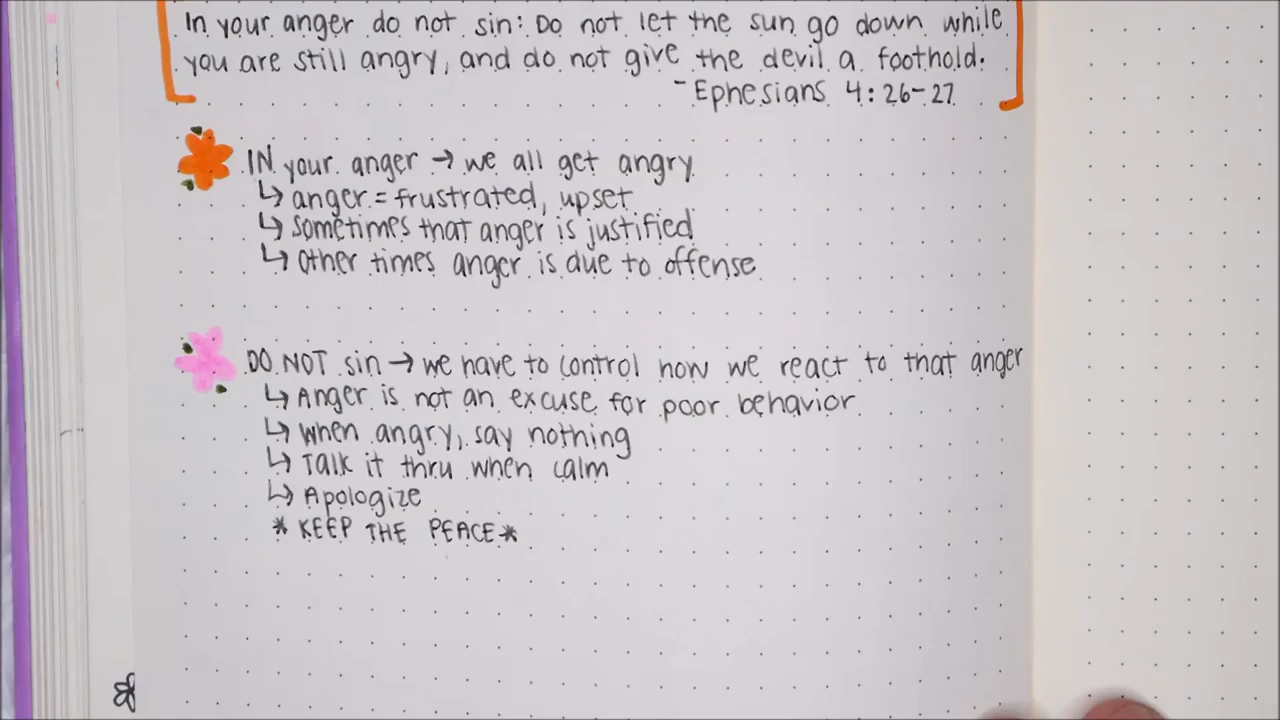 In your anger do not sin: Do not let the sun go down while
you are still angry, and do not give the devil a foothold.
- Ephesians 4:26-27
IN your anger → we all get angry
↳ anger = frustrated, upset
↳ Sometimes that anger is justified
↳ Other times anger is due to offense
DO NOT sin → we have to control how we react to that anger
↳ Anger is not an excuse for poor behavior
↳ When angry, say nothing
↳ Talk it thru when calm
↳ Apologize
* KEEP THE PEACE *